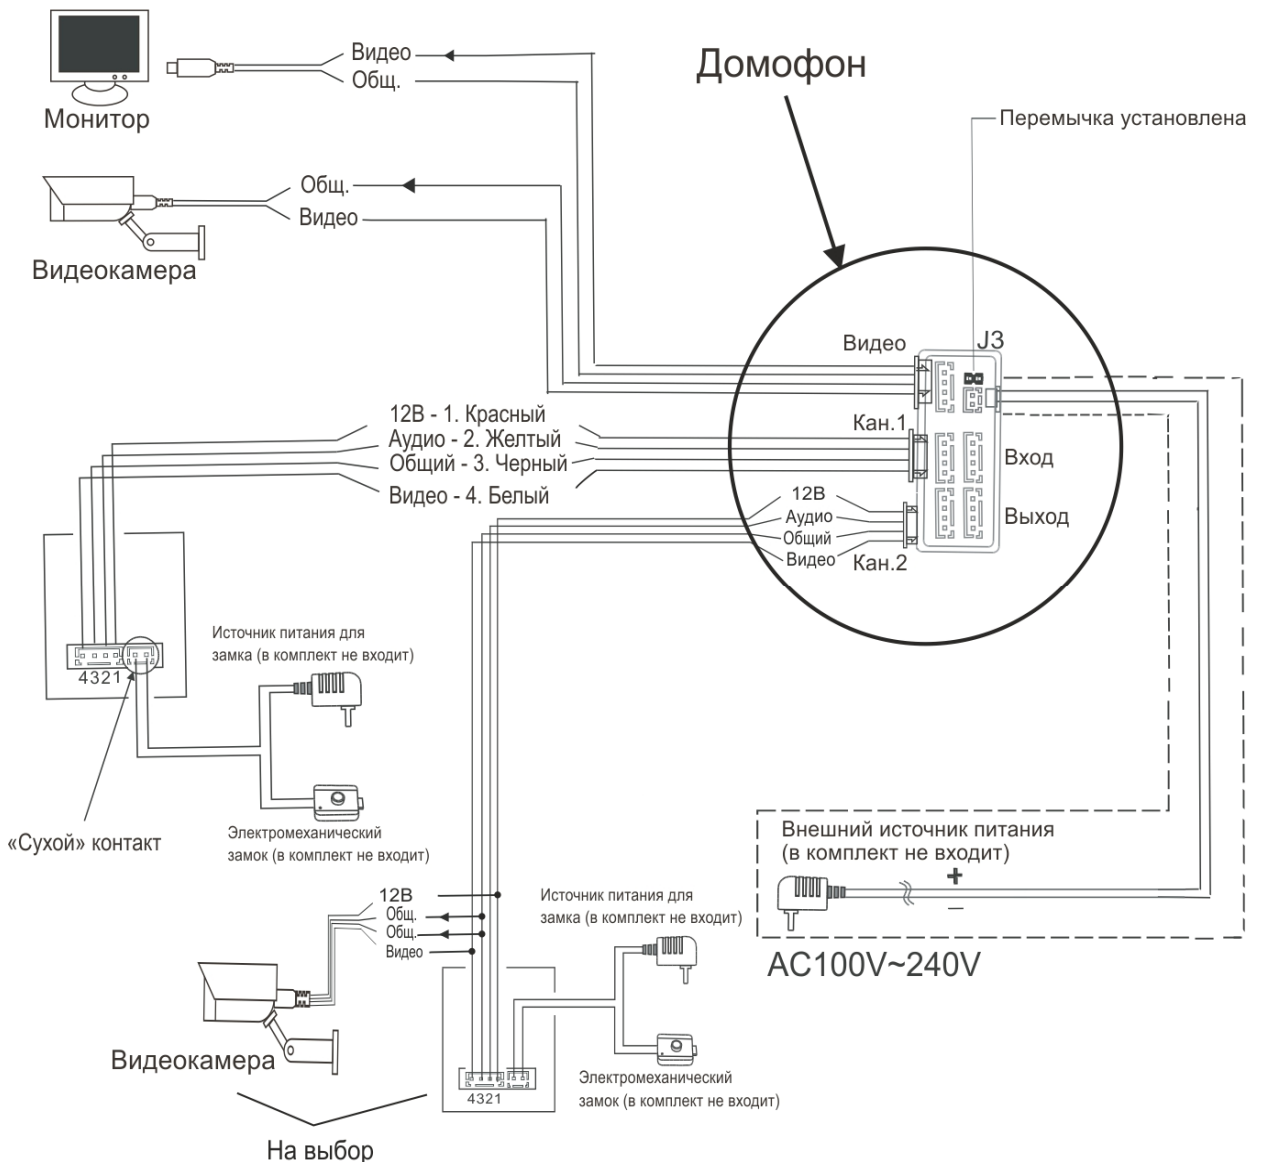 Видео
Общ.
Монитор
Домофон
Перемычка установлена
Общ.
Видео
Видеокамера
Видео
J3
12В - 1. Красный
Аудио - 2. Желтый
Общий - 3. Черный
Видео - 4. Белый
Кан.1
Вход
12В
Аудио
Общий
Видео
Кан.2
Выход
4321
Источник питания для
замка (в комплект не входит)
«Сухой» контакт
Электромеханический
замок (в комплект не входит)
Внешний источник питания
(в комплект не входит)
+
–
AC100V~240V
12В
Общ.
Общ.
Видео
Источник питания для
замка (в комплект не входит)
Видеокамера
4321
Электромеханический
замок (в комплект не входит)
На выбор